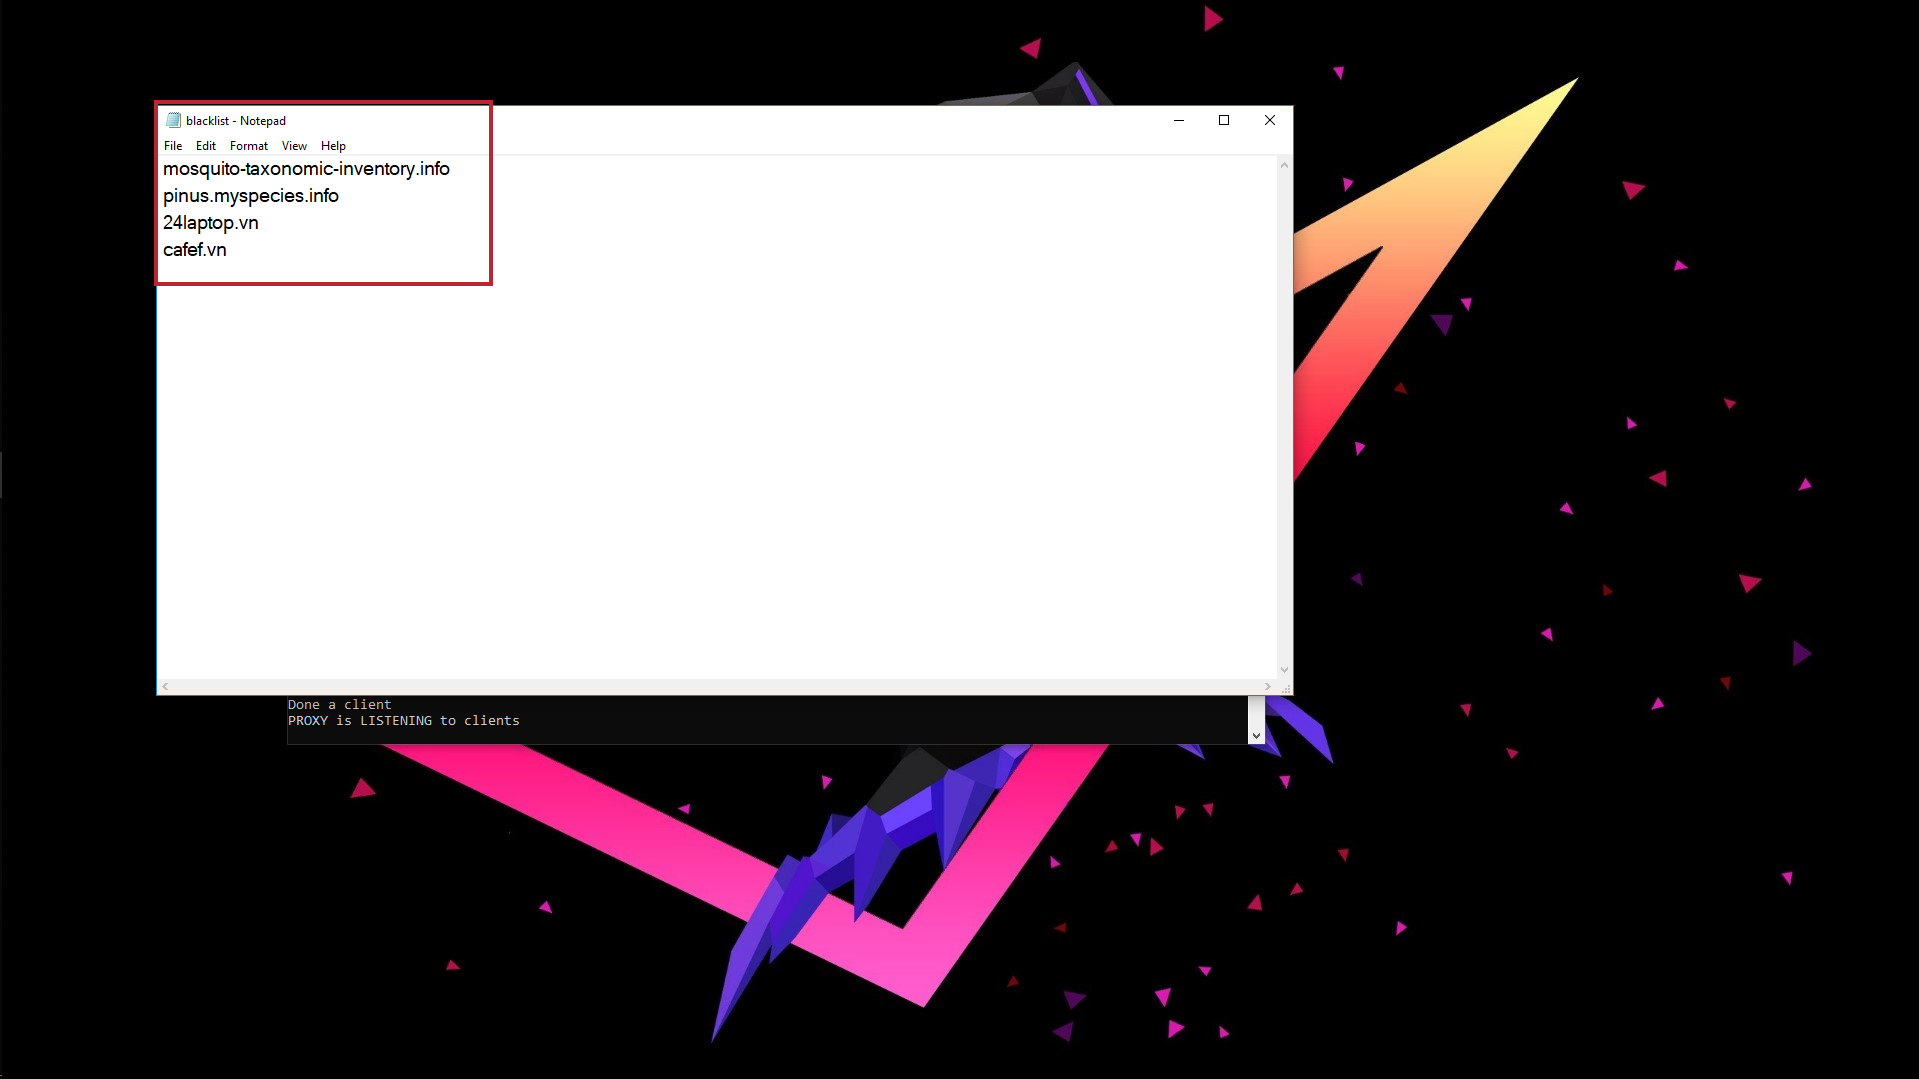 blacklist - Notepad
File Edit Format View Help
mosquito-taxonomic-inventory.info
pinus.myspecies.info
24laptop.vn
cafef.vn
Done a client
PROXY is LISTENING to clients